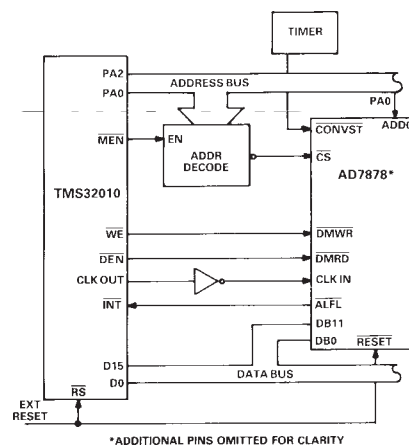 TIMER
PA2
ADDRESS BUS
PA0
PA0
ADD0
MEN
EN
CONVST
ADDR
DECODE
CS
TMS32010
AD7878*
WE
DMWR
DEN
DMRD
CLK OUT
CLK IN
INT
ALFL
DB11
DB0
RESET
D15
DATA BUS
D0
RS
EXT
RESET
*ADDITIONAL PINS OMITTED FOR CLARITY